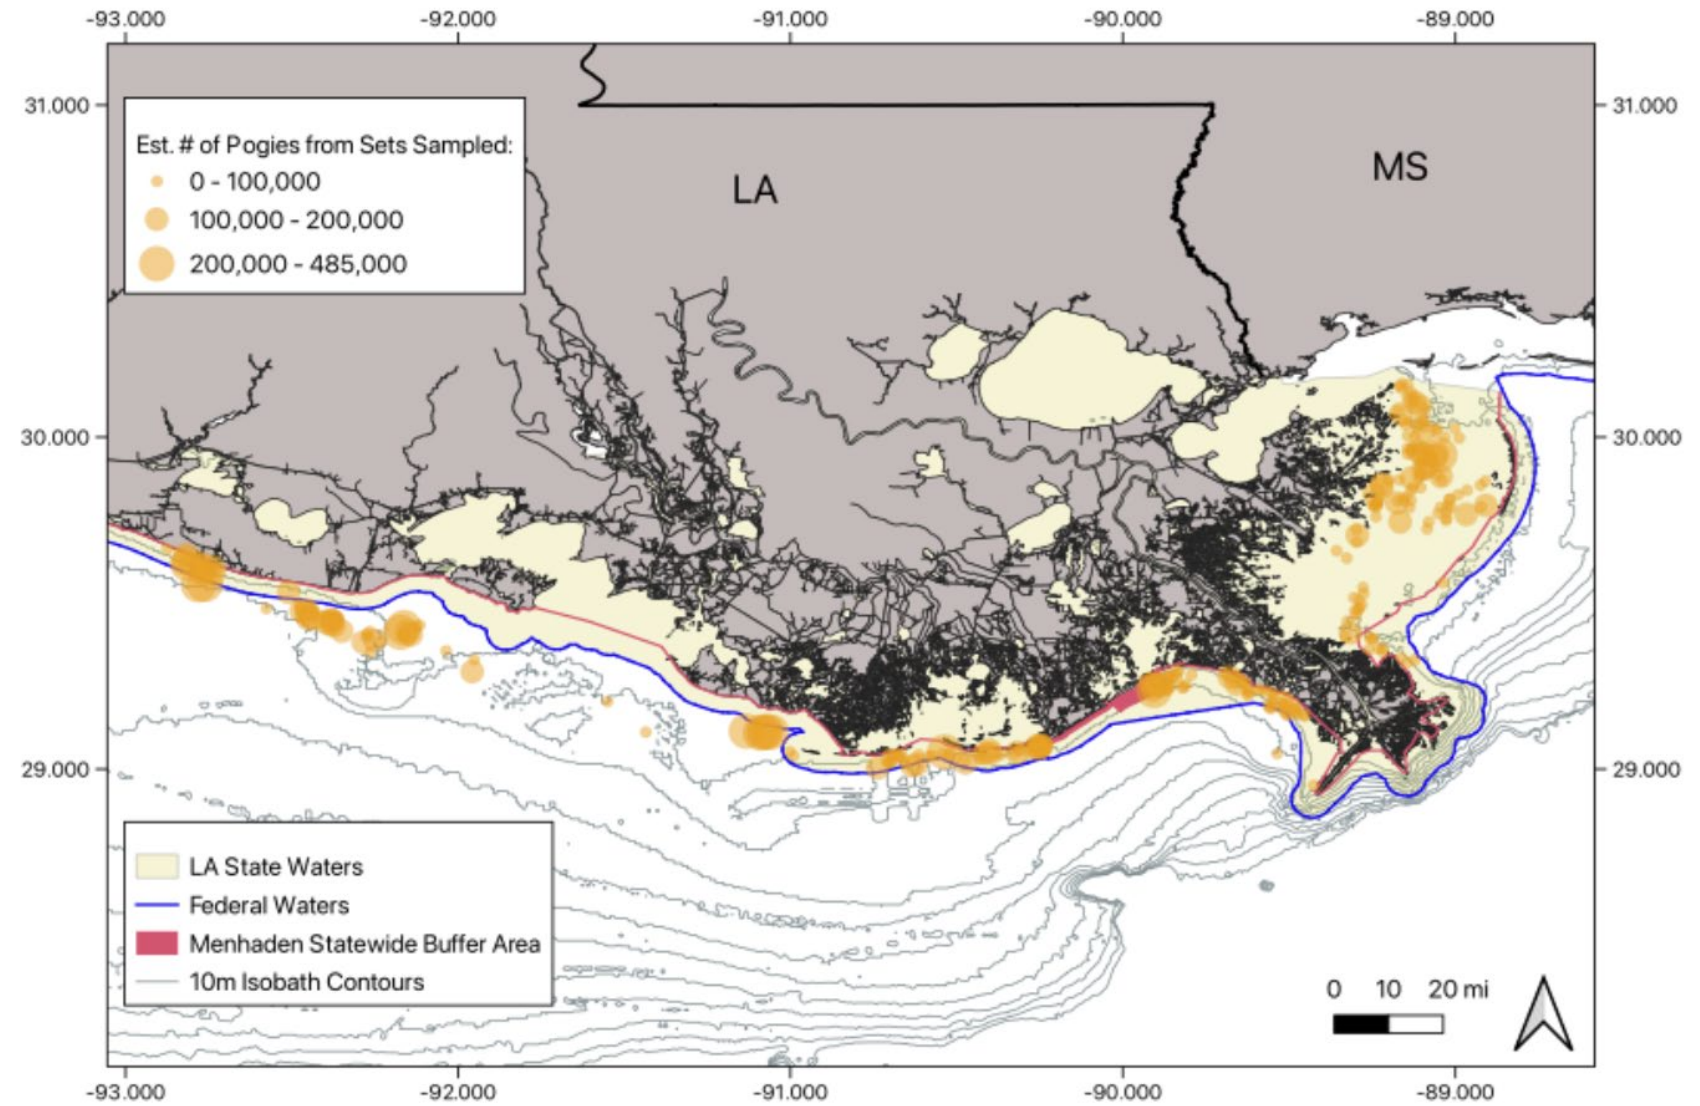 -93.000 -92.000 -91.000 -90.000 -89.000
31.000 31.000
Est. # of Pogies from Sets Sampled:
0 - 100,000
100,000 - 200,000
200,000 - 485,000
LA
MS
30.000 30.000
29.000 29.000
LA State Waters
Federal Waters
Menhaden Statewide Buffer Area
10m Isobath Contours
0 10 20 mi
-93.000 -92.000 -91.000 -90.000 -89.000